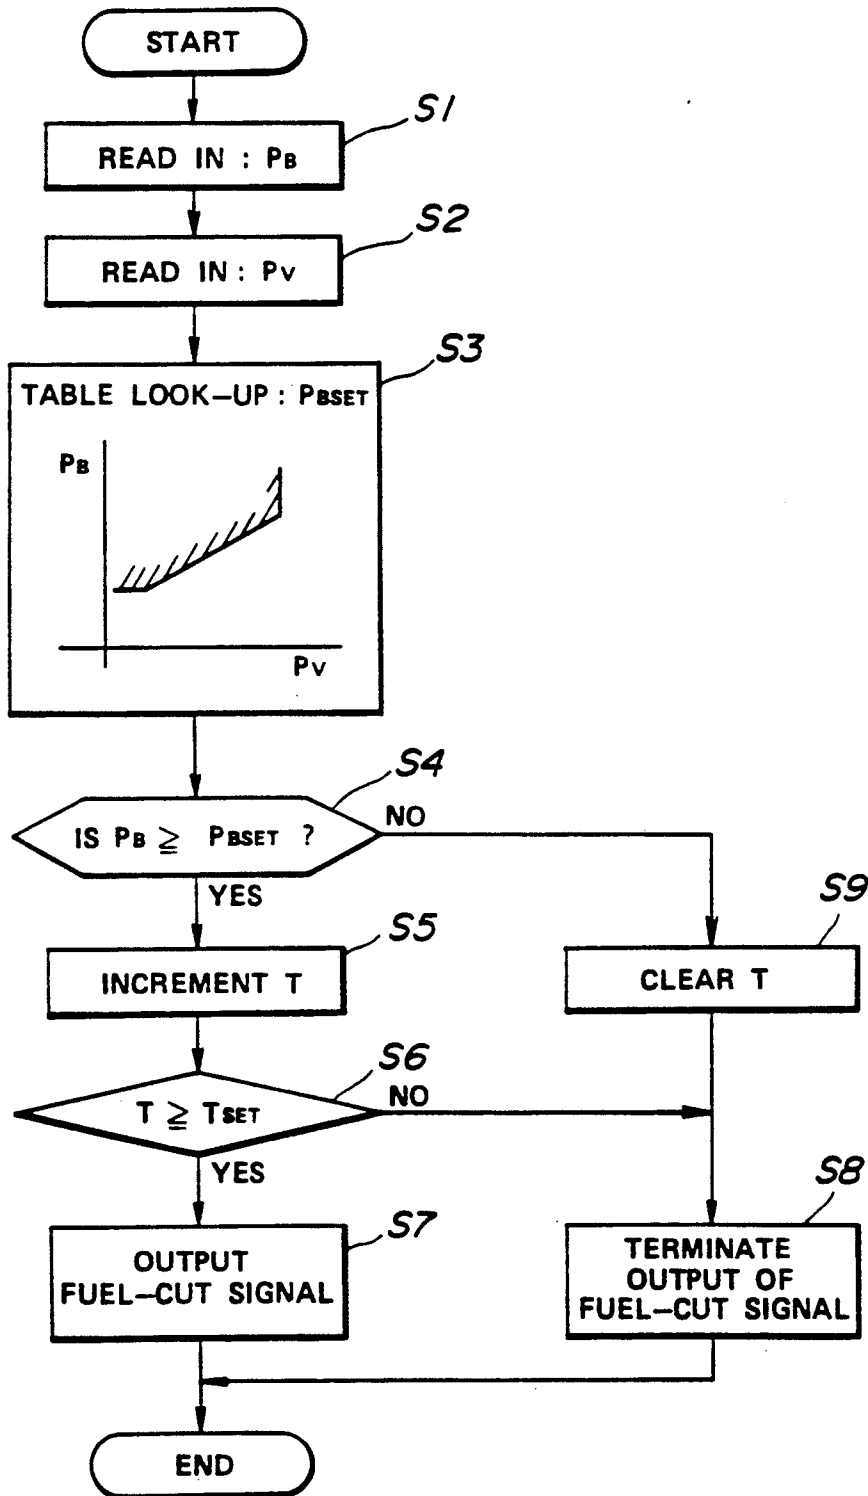 START
S1
READ IN : PB
S2
READ IN : PV
S3
TABLE LOOK-UP : PBSET
PB
PV
S4
IS PB ≧ PBSET ?
NO
YES
S5
INCREMENT T
S9
CLEAR T
S6
T ≧ TSET
NO
YES
S7
OUTPUT
FUEL-CUT SIGNAL
S8
TERMINATE
OUTPUT OF
FUEL-CUT SIGNAL
END